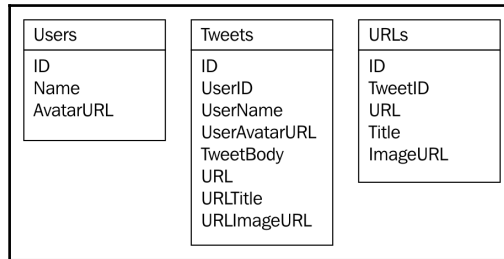 Users
ID
Name
AvatarURL
Tweets
ID
UserID
UserName
UserAvatarURL
TweetBody
URL
URLTitle
URLImageURL
URLs
ID
TweetID
URL
Title
ImageURL